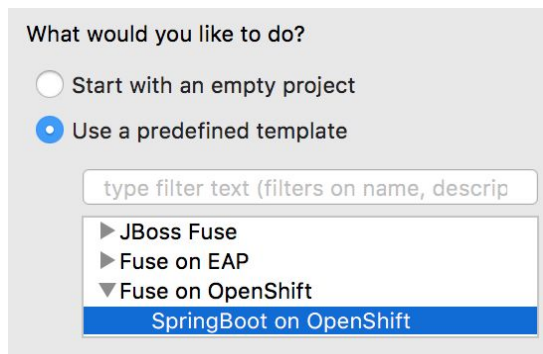 What would you like to do?
Start with an empty project
Use a predefined template
type filter text (filters on name, descrip
JBoss Fuse
Fuse on EAP
Fuse on OpenShift
SpringBoot on OpenShift